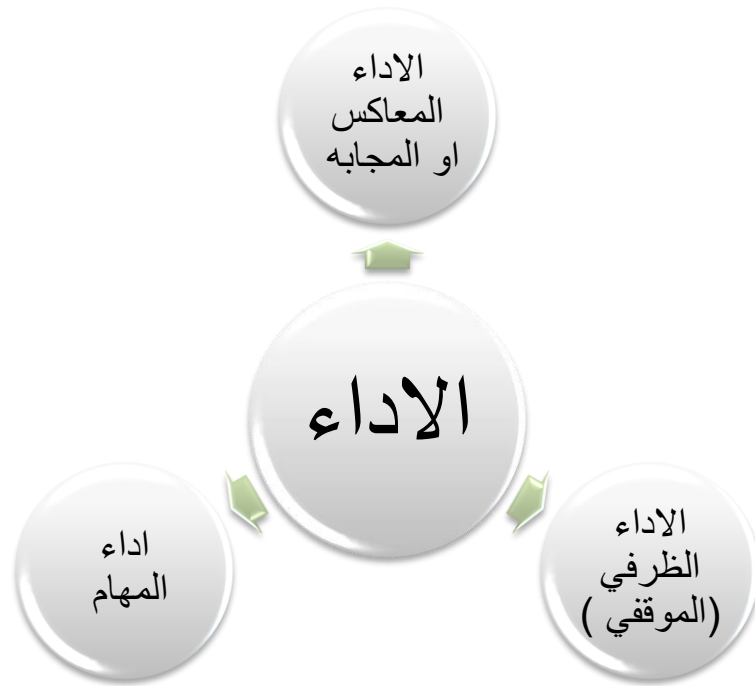 الاداء
المعاكس
او المجابه
الاداء
الاداء
الظرفي
(الموقفي )
اداء
المهام